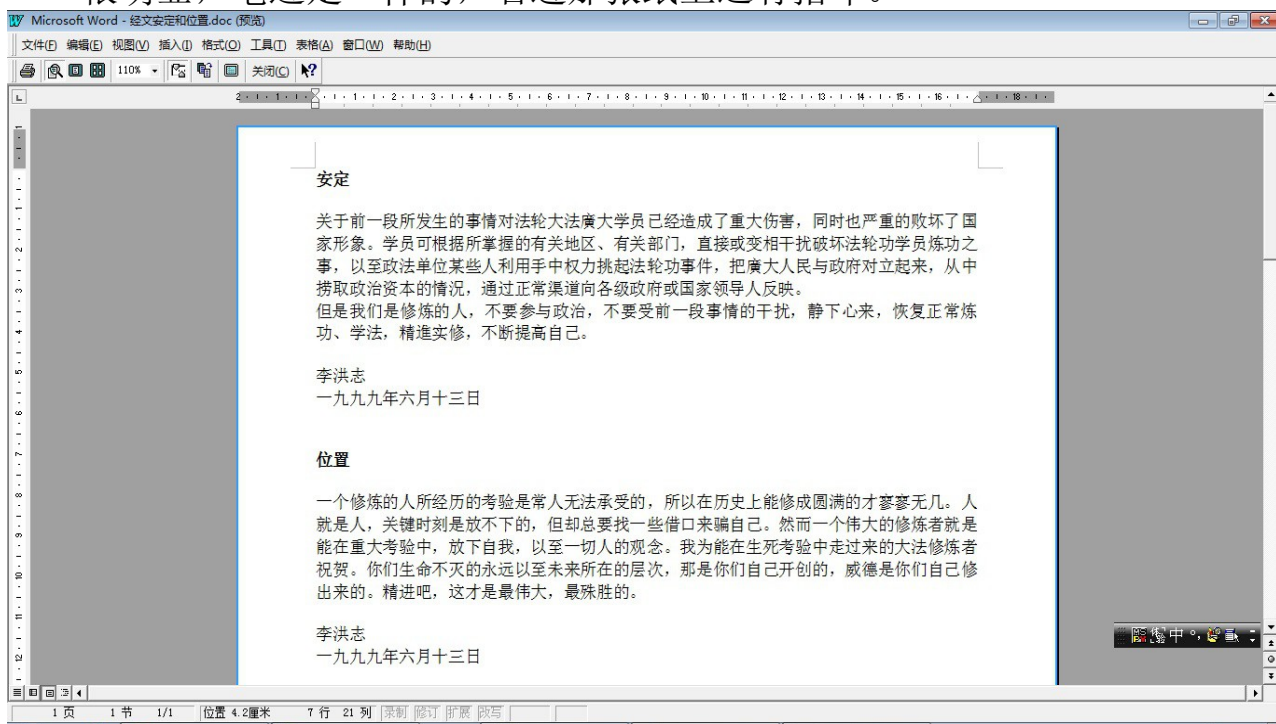 Microsoft Word - 经文安定和位置.doc (预览)
文件(F) 编辑(E) 视图(V) 插入(I) 格式(O) 工具(T) 表格(A) 窗口(W) 帮助(H)
110% 关闭(C)
2 1 1 2 3 4 5 6 7 8 9 10 11 12 13 14 15 16 18
安定
关于前一段所发生的事情对法轮大法廣大学员已经造成了重大伤害，同时也严重的败坏了国
家形象。学员可根据所掌握的有关地区、有关部门，直接或变相干扰破坏法轮功学员炼功之
事，以至政法单位某些人利用手中权力挑起法轮功事件，把廣大人民与政府对立起来，从中
捞取政治资本的情况，通过正常渠道向各级政府或国家领导人反映。
但是我们是修炼的人，不要参与政治，不要受前一段事情的干扰，静下心来，恢复正常炼
功、学法，精進实修，不断提高自己。
李洪志
一九九九年六月十三日
位置
一个修炼的人所经历的考验是常人无法承受的，所以在历史上能修成圆满的才寥寥无几。人
就是人，关键时刻是放不下的，但却总要找一些借口来骗自己。然而一个伟大的修炼者就是
能在重大考验中，放下自我，以至一切人的观念。我为能在生死考验中走过来的大法修炼者
祝贺。你们生命不灭的永远以至未来所在的层次，那是你们自己开创的，威德是你们自己修
出来的。精进吧，这才是最伟大，最殊胜的。
李洪志
一九九九年六月十三日
中
1 页 1 节 1/1 位置 4.2厘米 7 行 21 列 录制 修订 扩展 改写